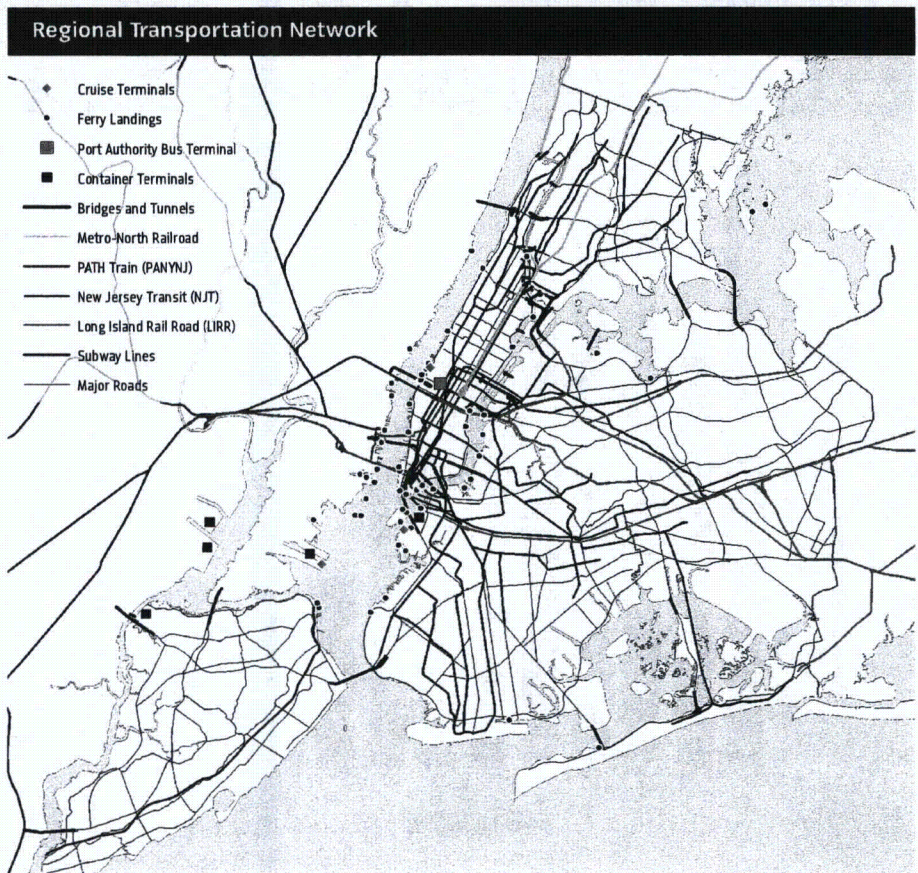 Regional Transportation Network
Cruise Terminals
Ferry Landings
Port Authority Bus Terminal
Container Terminals
Bridges and Tunnels
Metro-North Railroad
PATH Train (PANYNJ)
New Jersey Transit (NJT)
Long Island Rail Road (LIRR)
Subway Lines
Major Roads